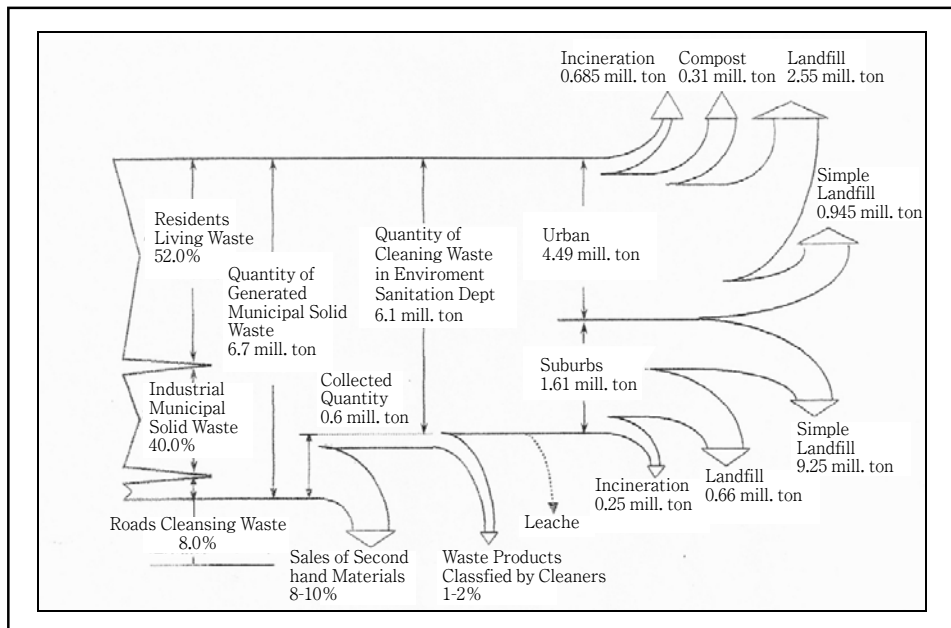 Incineration
0.685 mill. ton
Compost
0.31 mill. ton
Landfill
2.55 mill. ton
Simple
Landfill
0.945 mill. ton
Residents
Living Waste
52.0%
Quantity of
Generated
Municipal Solid
Waste
6.7 mill. ton
Quantity of
Cleaning Waste
in Enviroment
Sanitation Dept
6.1 mill. ton
Urban
4.49 mill. ton
Suburbs
1.61 mill. ton
Industrial
Municipal
Solid Waste
40.0%
Collected
Quantity
0.6 mill. ton
Simple
Landfill
9.25 mill. ton
Landfill
0.66 mill. ton
Incineration
0.25 mill. ton
Leache
Roads Cleansing Waste
8.0%
Sales of Second
hand Materials
8-10%
Waste Products
Classfied by Cleaners
1-2%